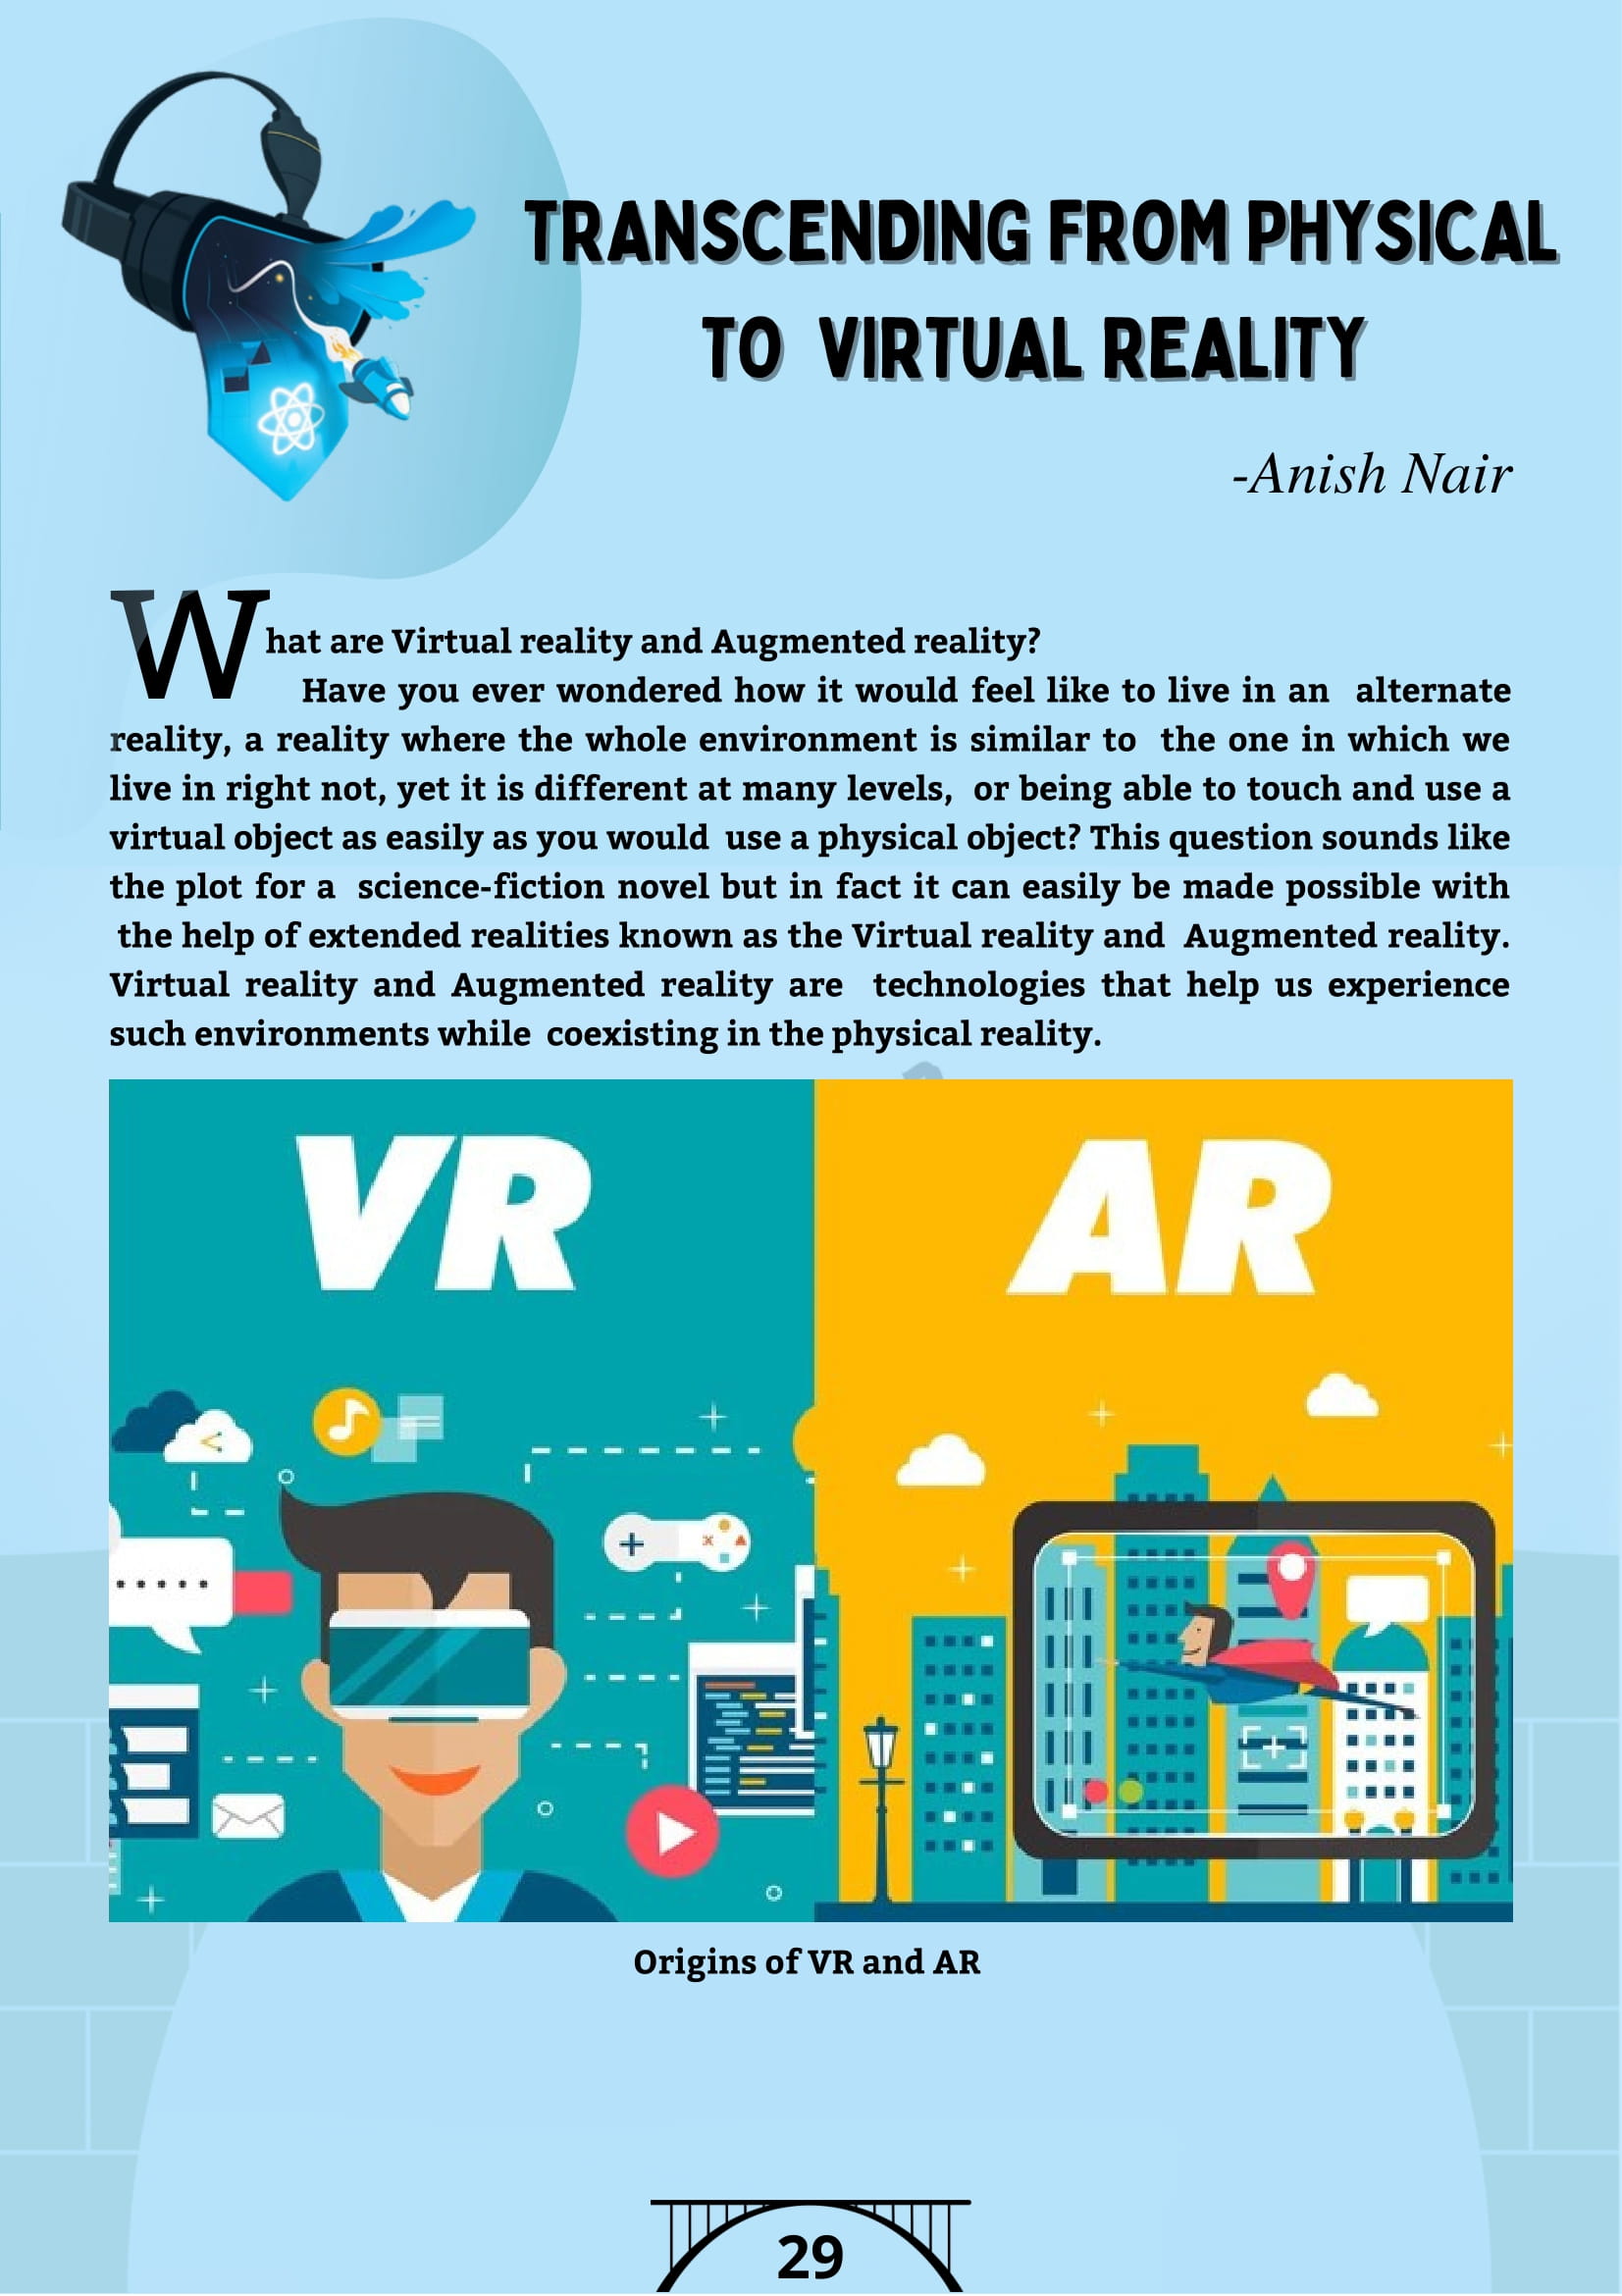 TRANSCENDING FROM PHYSICAL
TO VIRTUAL REALITY
-Anish Nair
What are Virtual reality and Augmented reality?
Have you ever wondered how it would feel like to live in an alternate
reality, a reality where the whole environment is similar to the one in which we
live in right not, yet it is different at many levels, or being able to touch and use a
virtual object as easily as you would use a physical object? This question sounds like
the plot for a science-fiction novel but in fact it can easily be made possible with
the help of extended realities known as the Virtual reality and Augmented reality.
Virtual reality and Augmented reality are technologies that help us experience
such environments while coexisting in the physical reality.
VR
AR
Origins of VR and AR
29